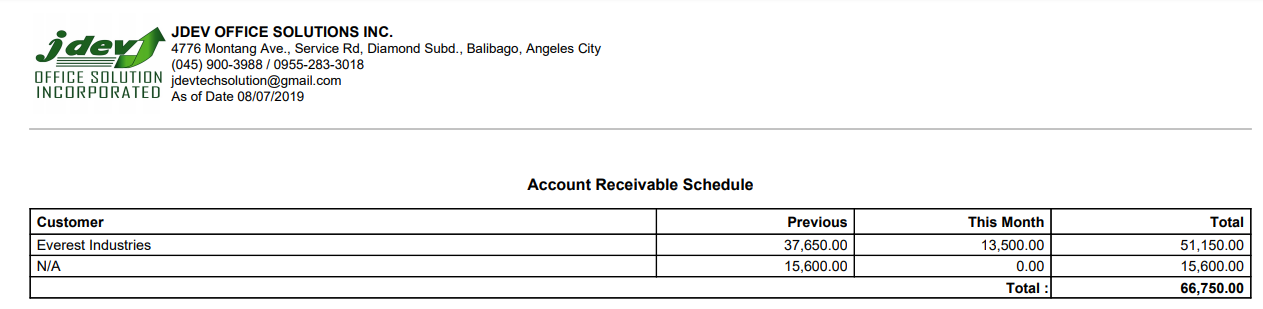 jdev
OFFICE SOLUTION
INCORPORATED
JDEV OFFICE SOLUTIONS INC.
4776 Montang Ave., Service Rd, Diamond Subd., Balibago, Angeles City
(045) 900-3988 / 0955-283-3018
jdevtechsolution@gmail.com
As of Date 08/07/2019
Account Receivable Schedule
Customer Previous This Month Total
Everest Industries 37,650.00 13,500.00 51,150.00
N/A 15,600.00 0.00 15,600.00
Total : 66,750.00